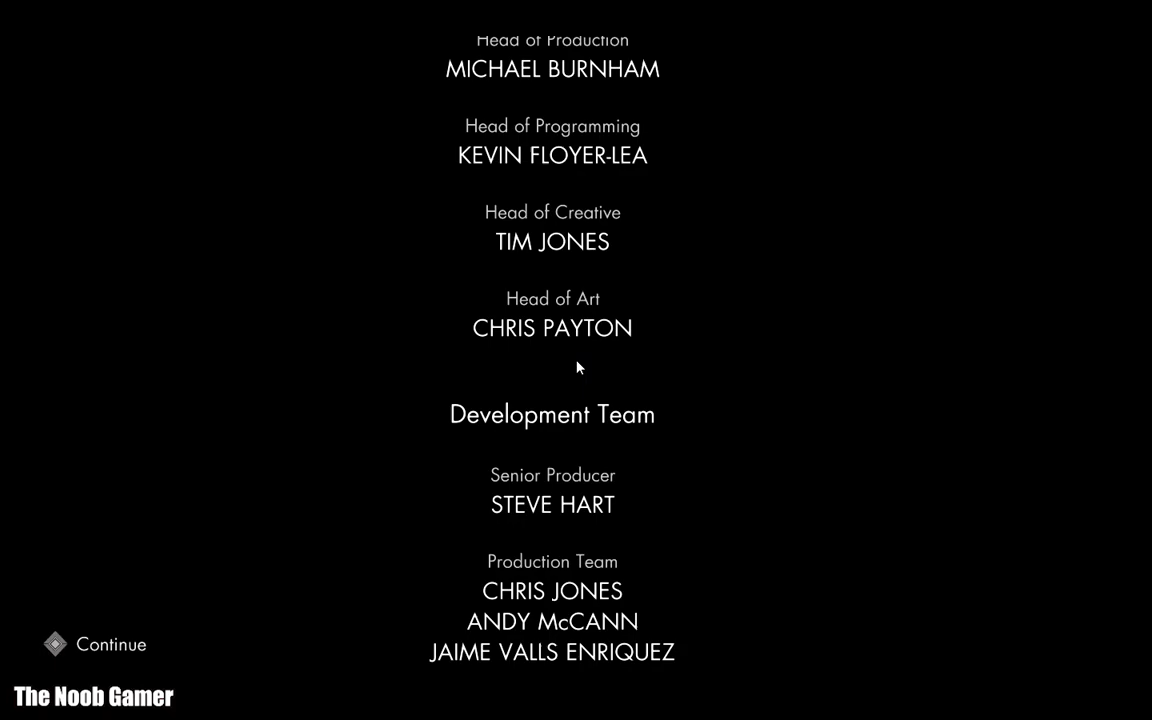 Head of Production
MICHAEL BURNHAM
Head of Programming
KEVIN FLOYER-LEA
Head of Creative
TIM JONES
Head of Art
CHRIS PAYTON
Development Team
Senior Producer
STEVE HART
Production Team
CHRIS JONES
ANDY McCANN
JAIME VALLS ENRIQUEZ
Continue
The Noob Gamer